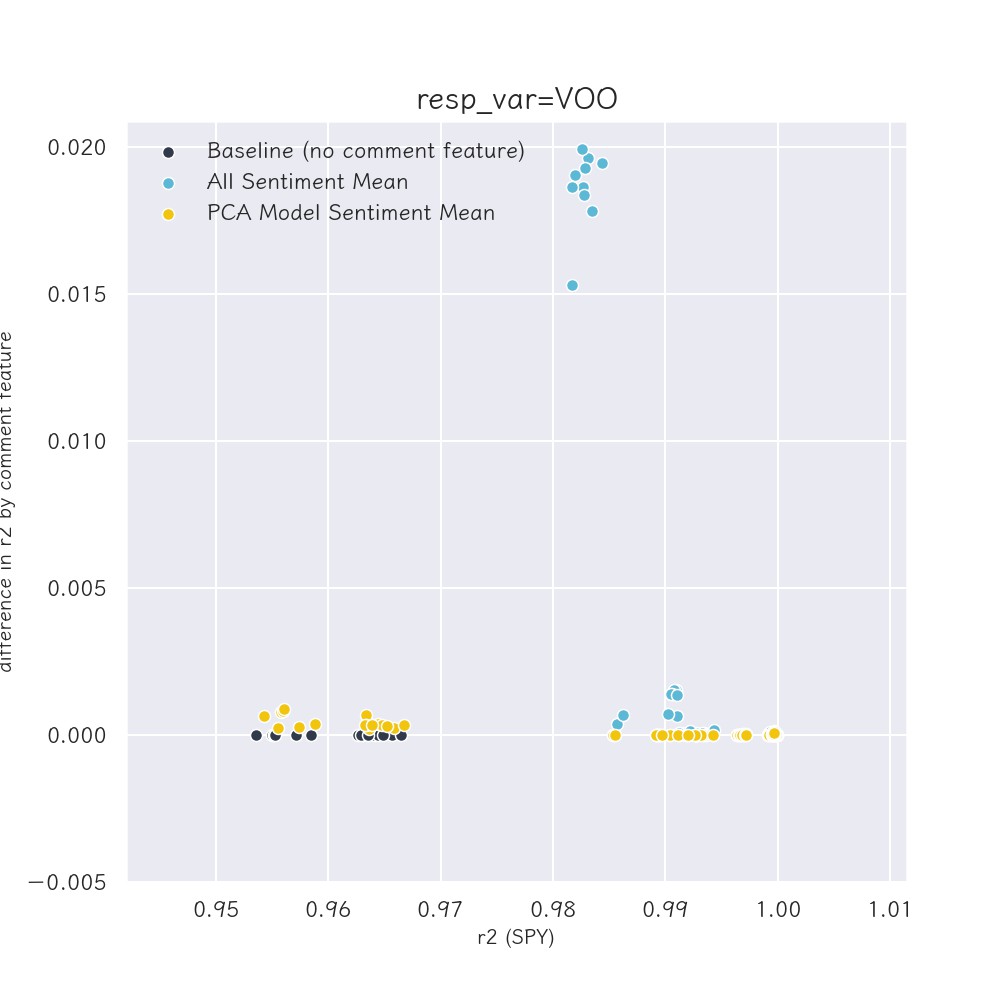 resp_var=VOO
Baseline (no comment feature)
All Sentiment Mean
PCA Model Sentiment Mean
0.020
0.015
0.010
0.005
0.000
−0.005
difference in r2 by comment feature
0.95 0.96 0.97 0.98 0.99 1.00 1.01
r2 (SPY)